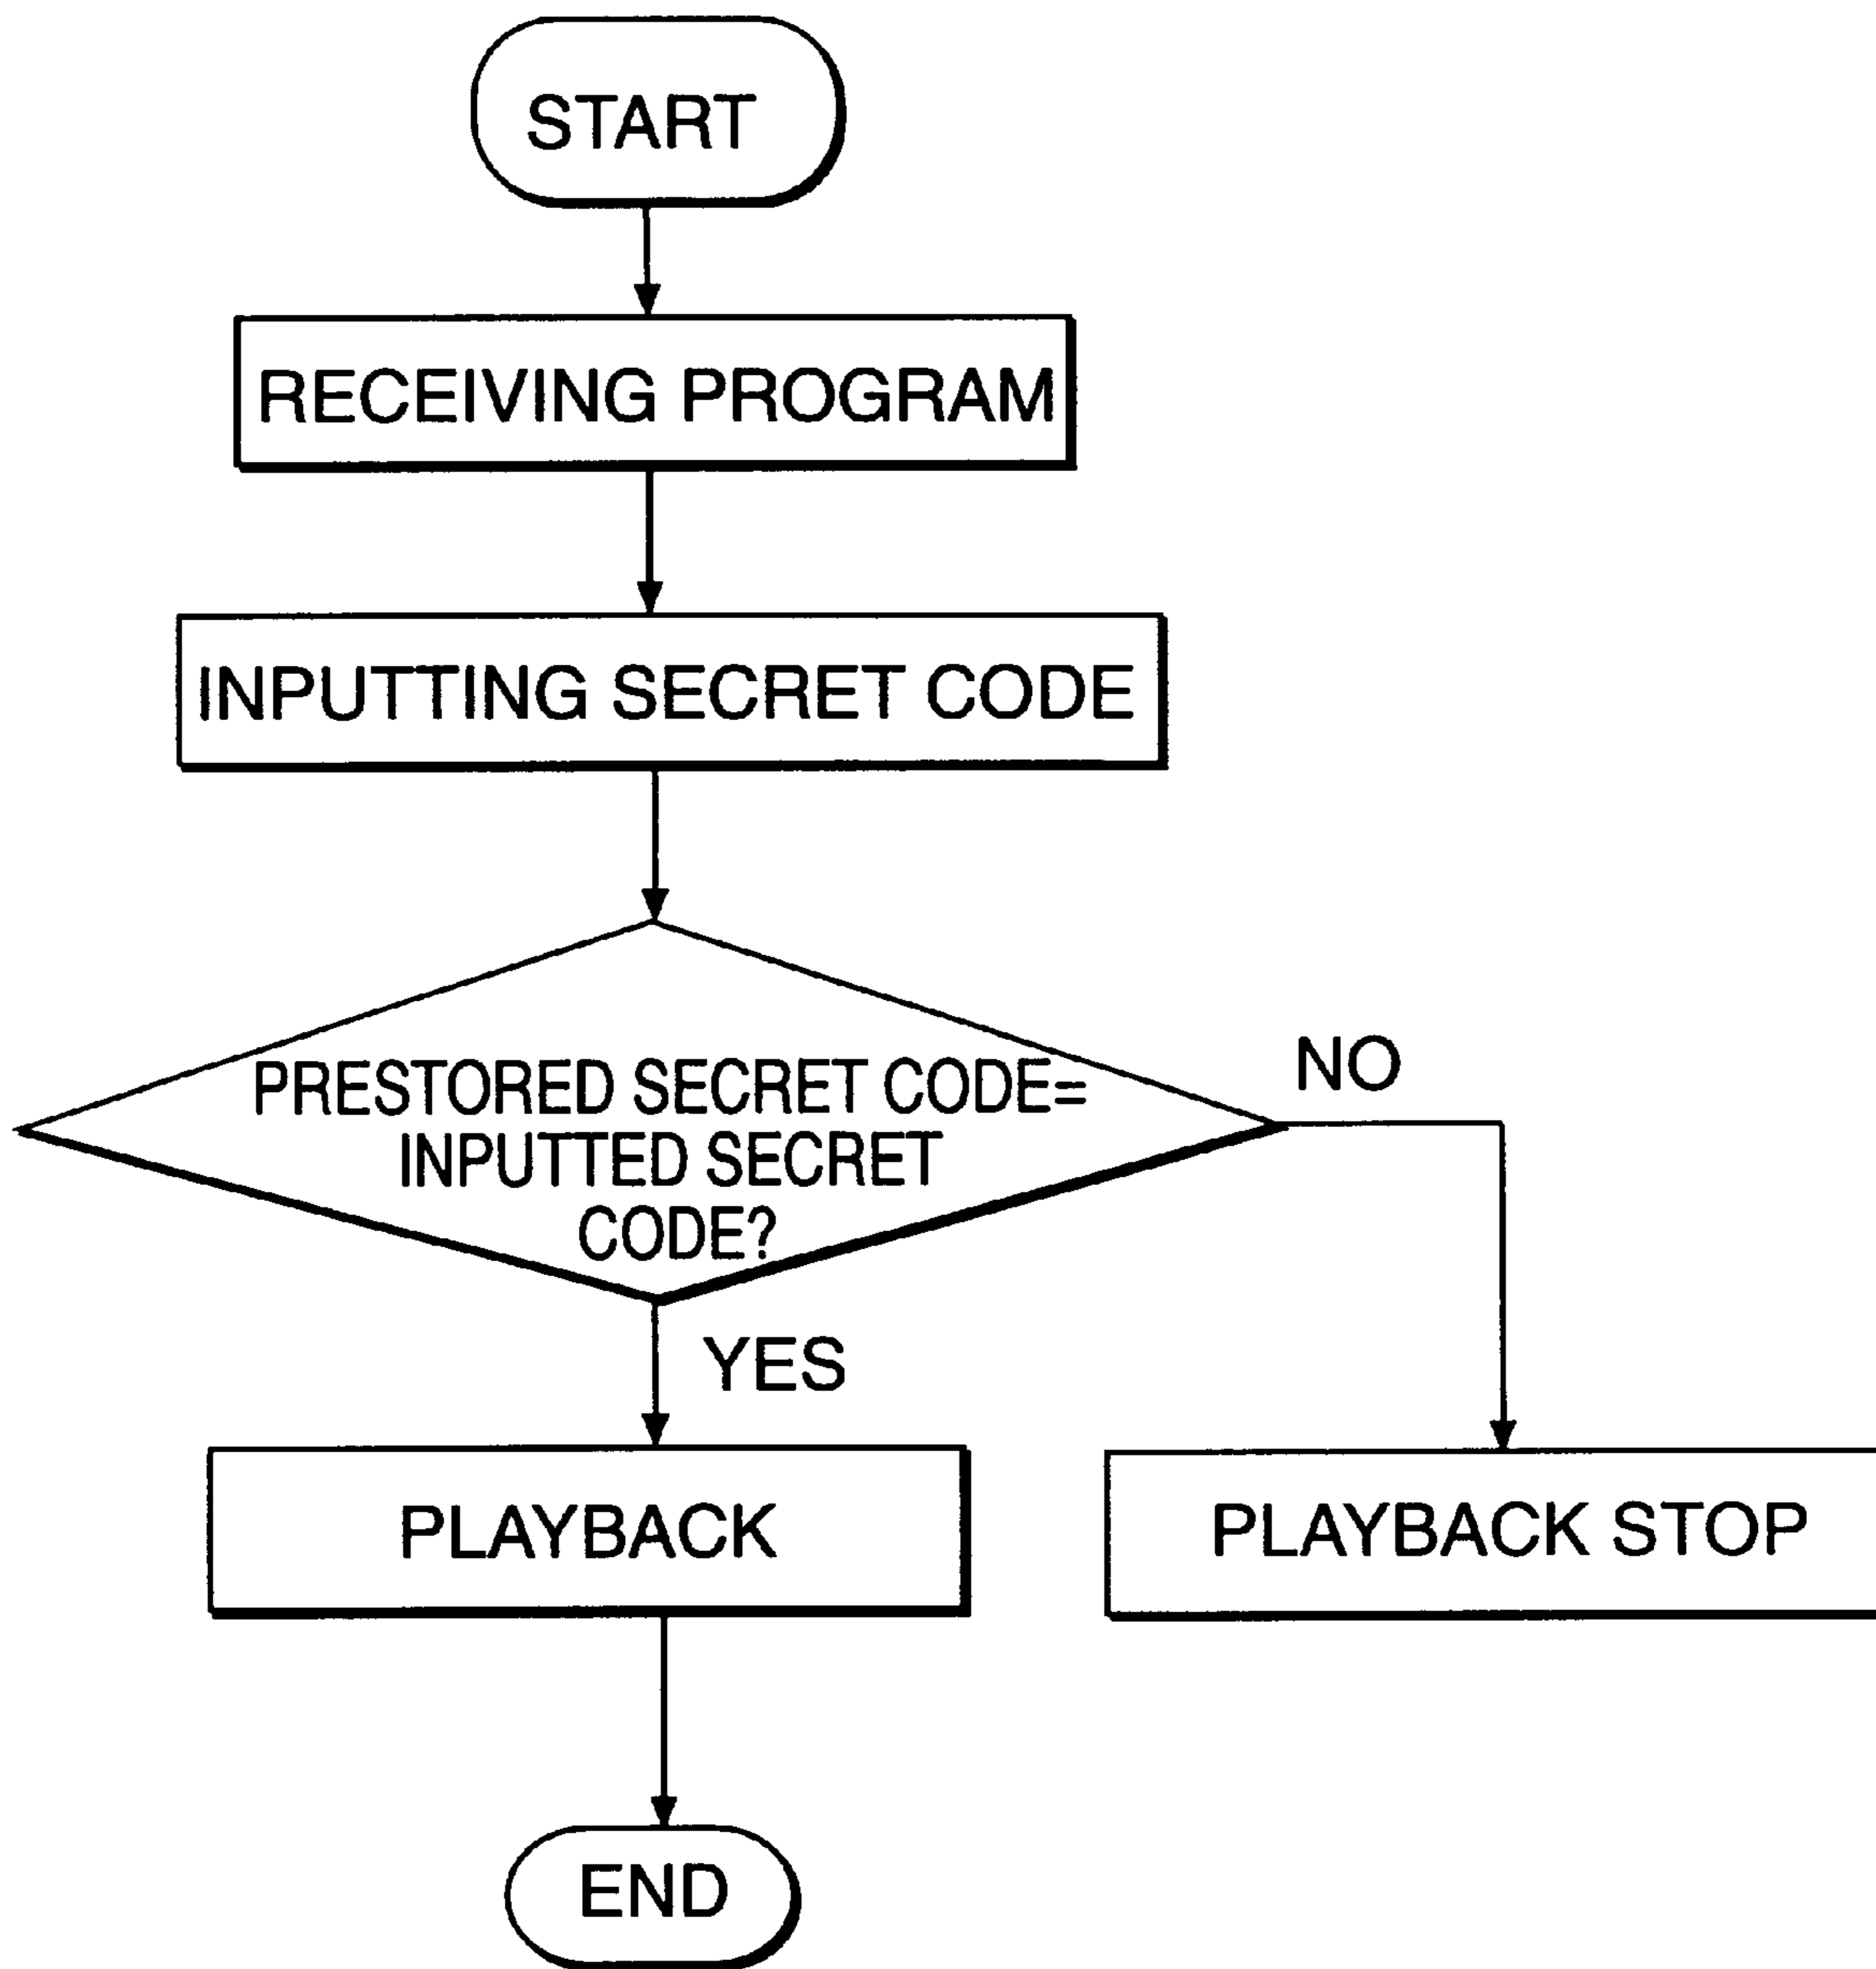 START
RECEIVING PROGRAM
INPUTTING SECRET CODE
PRESTORED SECRET CODE=
INPUTTED SECRET
CODE?
NO
YES
PLAYBACK
PLAYBACK STOP
END